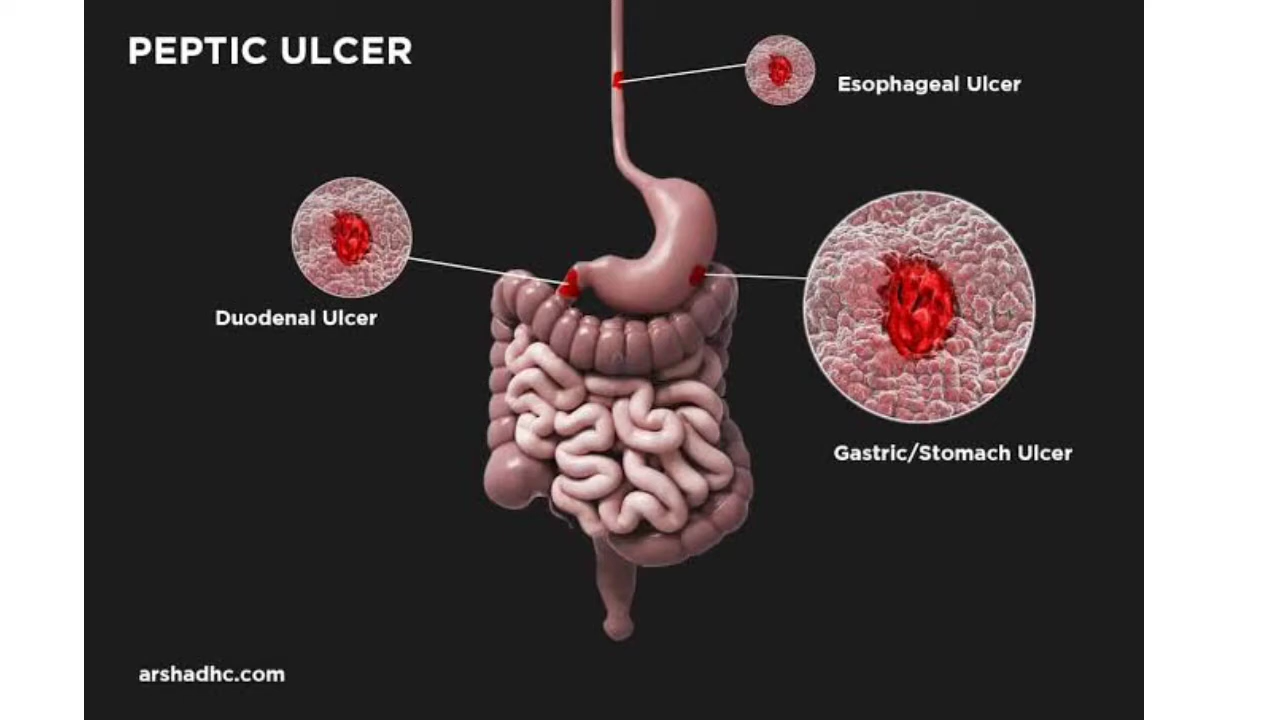 PEPTIC ULCER
Esophageal Ulcer
Duodenal Ulcer
Gastric/Stomach Ulcer
arshadhc.com